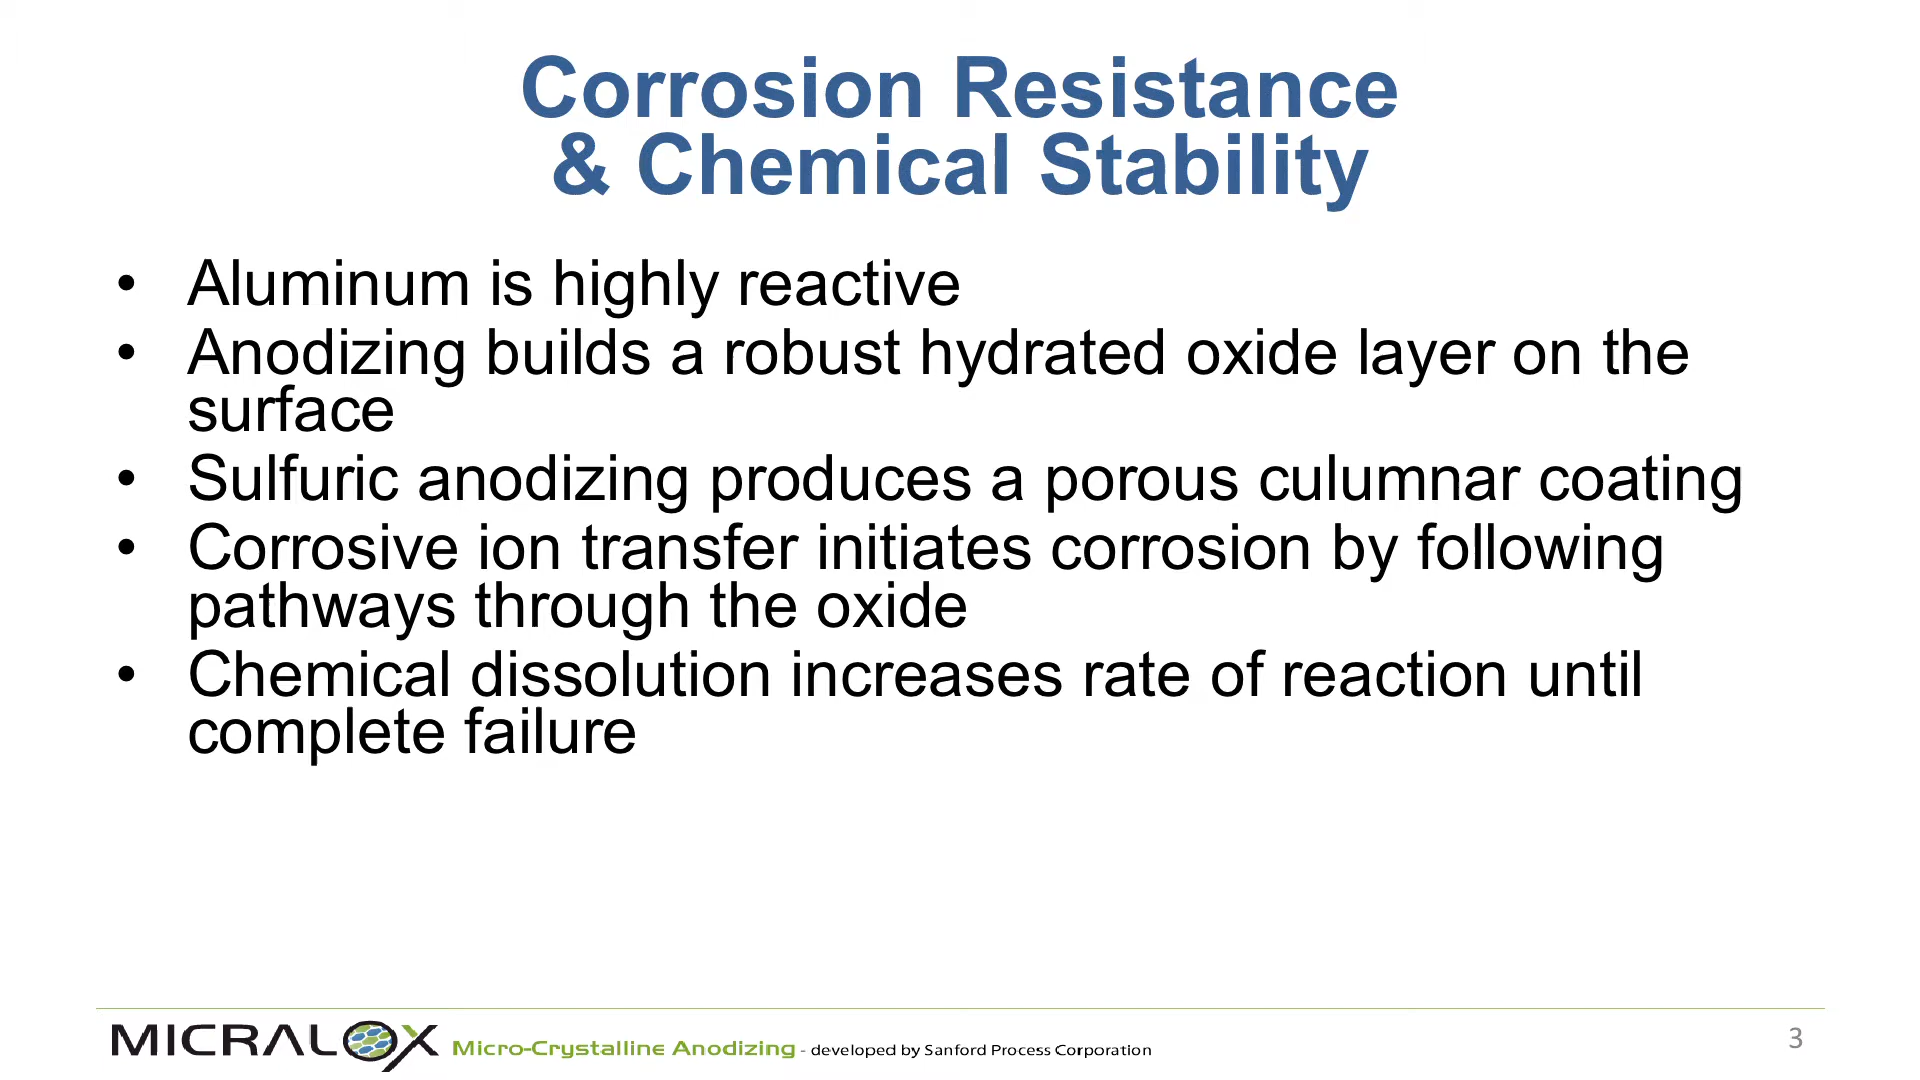 Corrosion Resistance
& Chemical Stability
• Aluminum is highly reactive
• Anodizing builds a robust hydrated oxide layer on the
surface
• Sulfuric anodizing produces a porous culumnar coating
• Corrosive ion transfer initiates corrosion by following
pathways through the oxide
• Chemical dissolution increases rate of reaction until
complete failure
MICRALOX Micro-Crystalline Anodizing - developed by Sanford Process Corporation
3